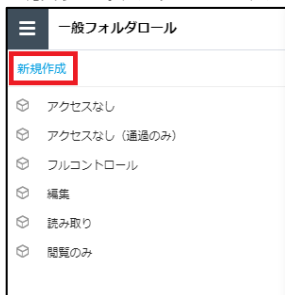 一般フォルダロール
新規作成
アクセスなし
アクセスなし（通過のみ）
フルコントロール
編集
読み取り
閲覧のみ